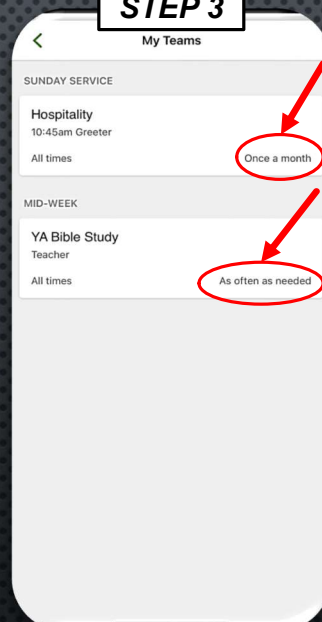 STEP 3
My Teams
SUNDAY SERVICE
Hospitality
10:45am Greeter
All times Once a month
MID-WEEK
YA Bible Study
Teacher
All times As often as needed